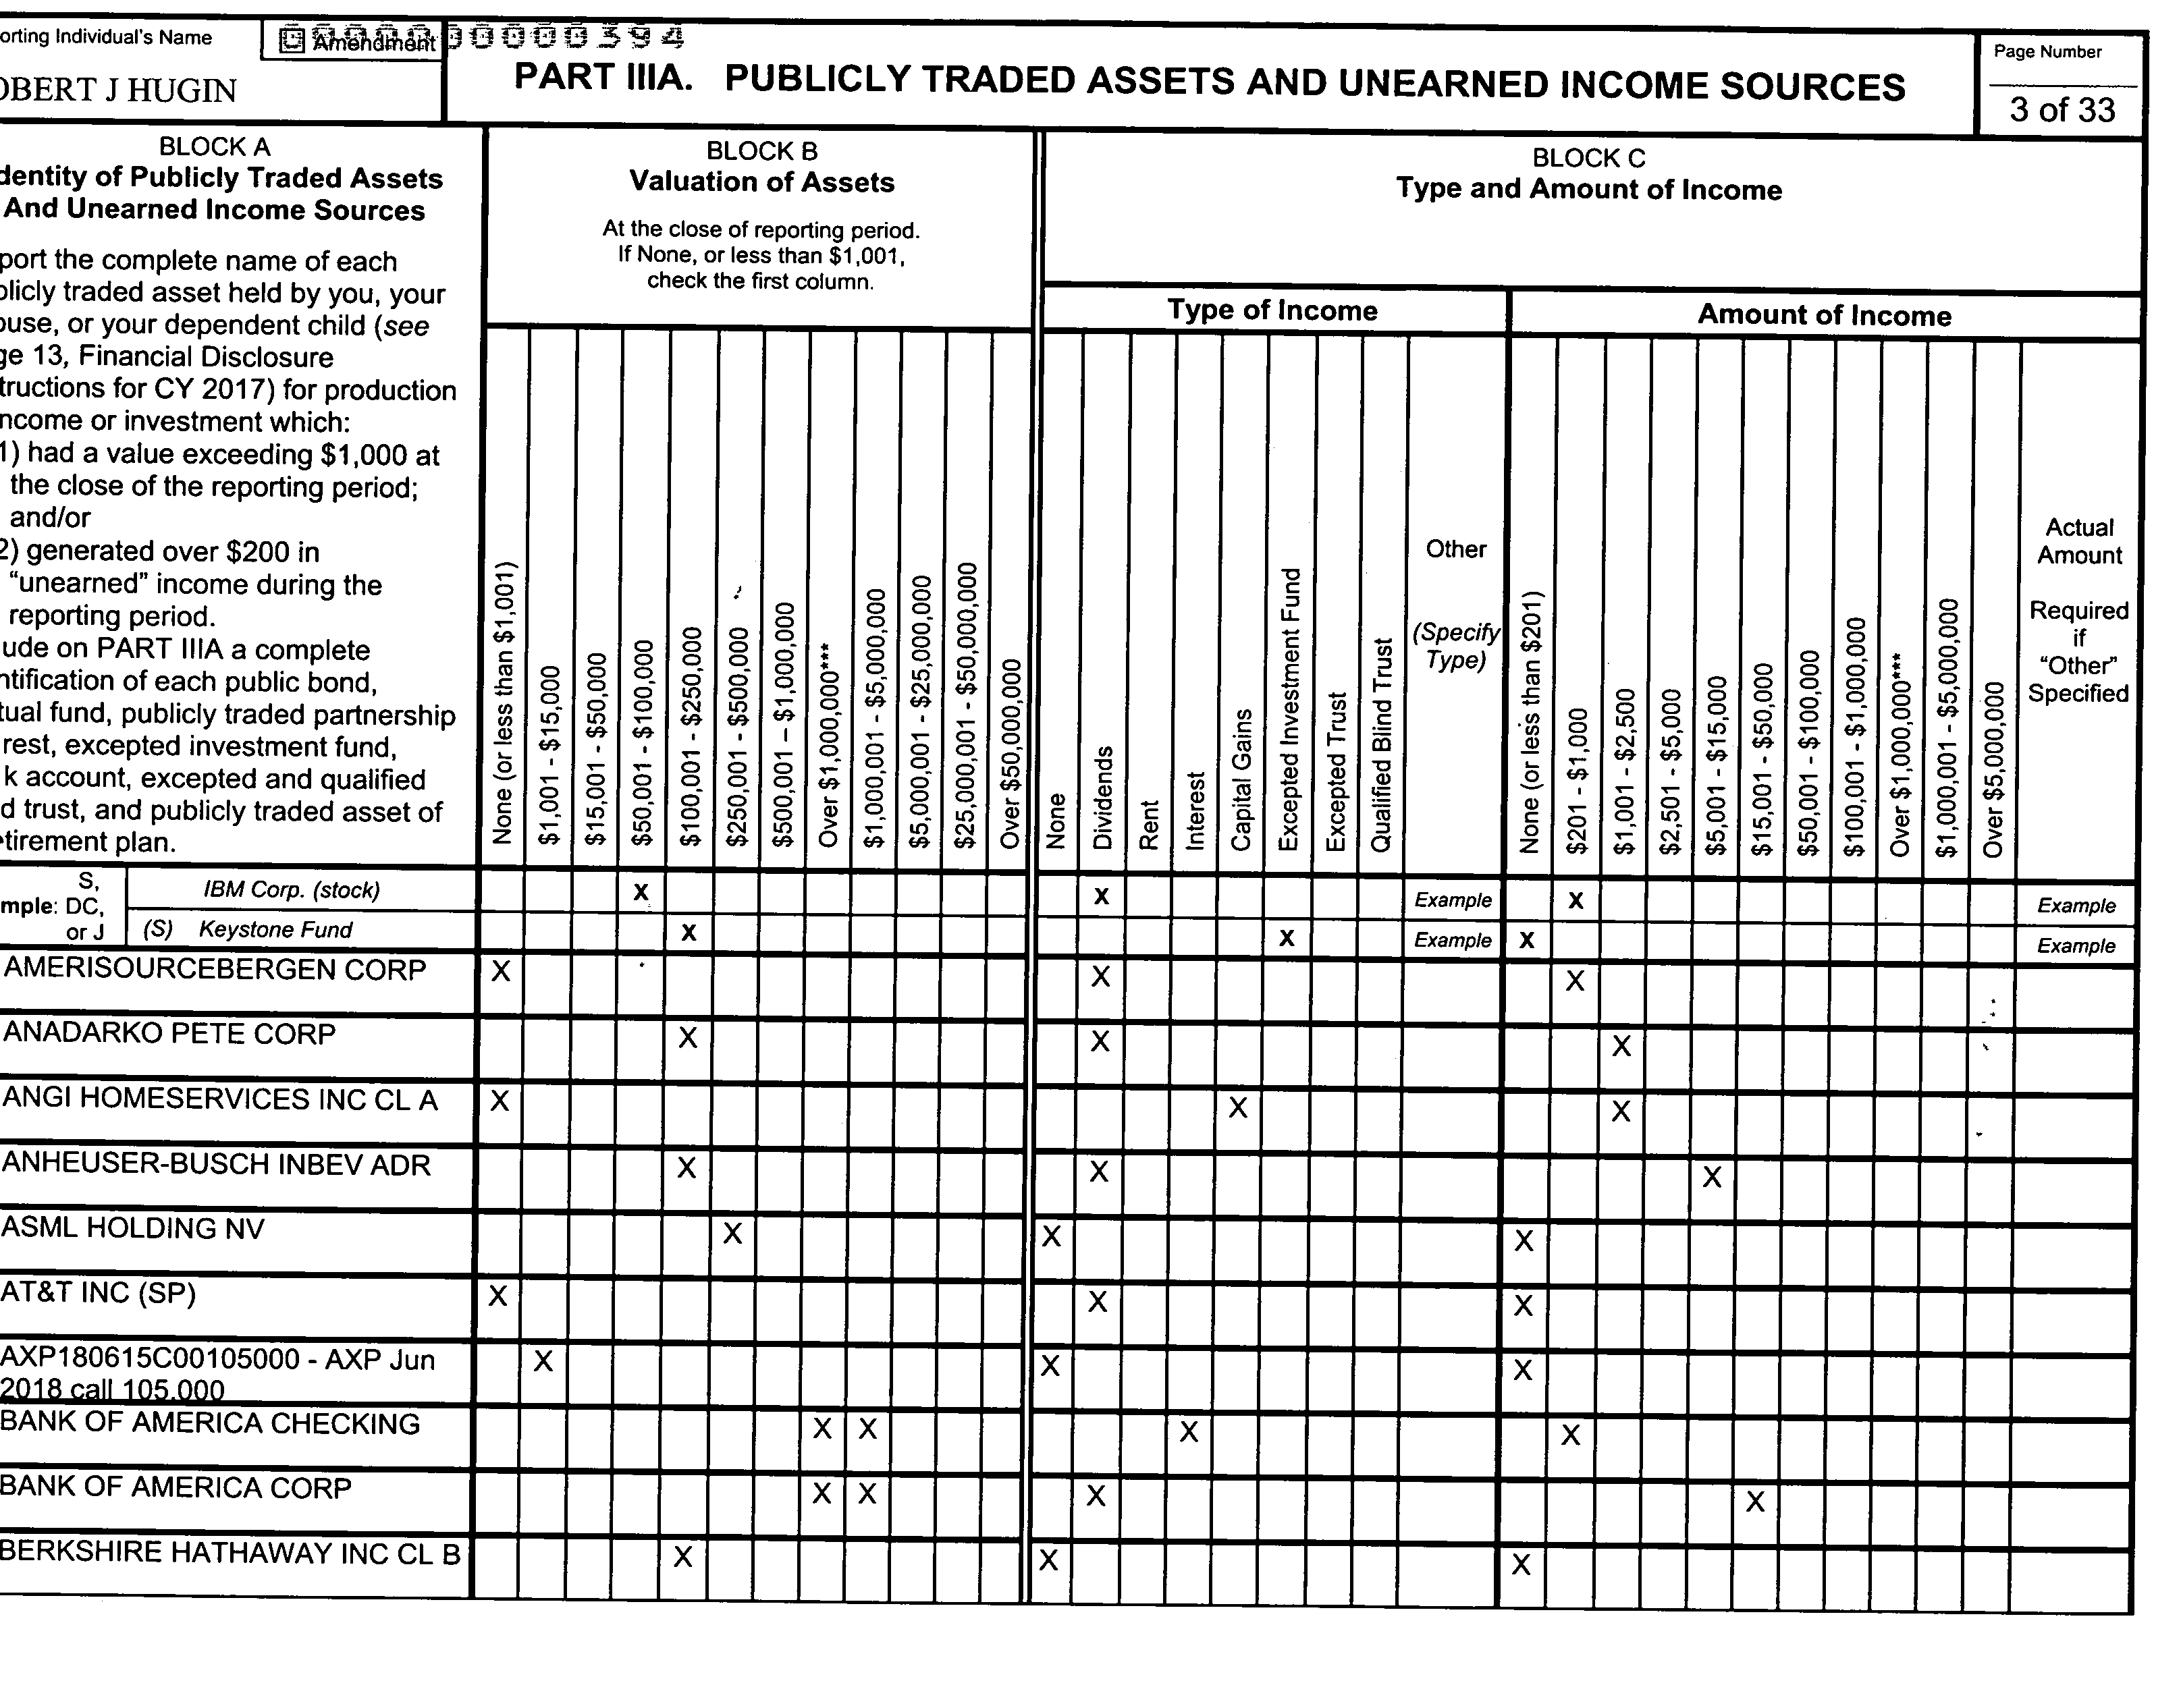 orting Individual's Name
Amendment
394
OBERT J HUGIN
PART IIIA. PUBLICLY TRADED ASSETS AND UNEARNED INCOME SOURCES
Page Number
3 of 33
BLOCK A
dentity of Publicly Traded Assets
And Unearned Income Sources
port the complete name of each
blicly traded asset held by you, your
ouse, or your dependent child (see
ge 13, Financial Disclosure
tructions for CY 2017) for production
ncome or investment which:
1) had a value exceeding $1,000 at
the close of the reporting period;
and/or
2) generated over $200 in
"unearned" income during the
reporting period.
ude on PART IIIA a complete
ntification of each public bond,
tual fund, publicly traded partnership
rest, excepted investment fund,
k account, excepted and qualified
d trust, and publicly traded asset of
tirement plan.
BLOCK B
Valuation of Assets
At the close of reporting period.
If None, or less than $1,001,
check the first column.
None (or less than $1,001)
$1,001 - $15,000
$15,001 - $50,000
$50,001 - $100,000
$100,001 - $250,000
$250,001 - $500,000
$500,001 – $1,000,000
Over $1,000,000***
$1,000,001 - $5,000,000
$5,000,001 - $25,000,000
$25,000,001 - $50,000,000
Over $50,000,000
BLOCK C
Type and Amount of Income
Type of Income
None
Dividends
Rent
Interest
Capital Gains
Excepted Investment Fund
Excepted Trust
Qualified Blind Trust
Other
(Specify
Type)
Amount of Income
None (or less than $201)
$201 - $1,000
$1,001 - $2,500
$2,501 - $5,000
$5,001 - $15,000
$15,001 - $50,000
$50,001 - $100,000
$100,001 - $1,000,000
Over $1,000,000***
$1,000,001 - $5,000,000
Over $5,000,000
Actual
Amount
Required
if
"Other"
Specified
S,
mple: DC,
or J
IBM Corp. (stock) X X Example X Example
(S) Keystone Fund X X Example X Example
AMERISOURCEBERGEN CORP X X X
ANADARKO PETE CORP X X X
ANGI HOMESERVICES INC CL A X X X
ANHEUSER-BUSCH INBEV ADR X X X
ASML HOLDING NV X X X
AT&T INC (SP) X X X
AXP180615C00105000 - AXP Jun X X X
2018 call 105.000
BANK OF AMERICA CHECKING X X X X
BANK OF AMERICA CORP X X X X
BERKSHIRE HATHAWAY INC CL B X X X